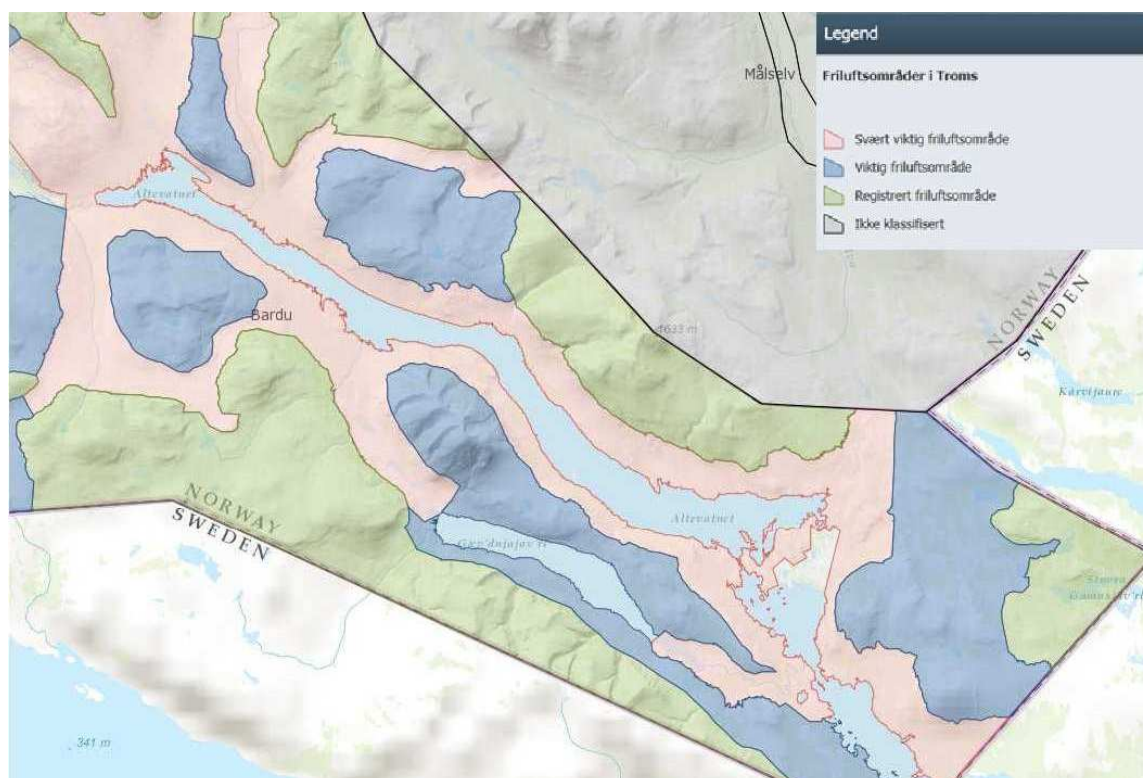 Legend
Friluftsområder i Troms
Svært viktig friluftsområde
Viktig friluftsområde
Registrert friluftsområde
Ikke klassifisert
Målselv
Altevatnet
Bardu
1633 m
NORWAY
SWEDEN
Karvijaure
Altevatnet
NORWAY
SWEDEN
341 m